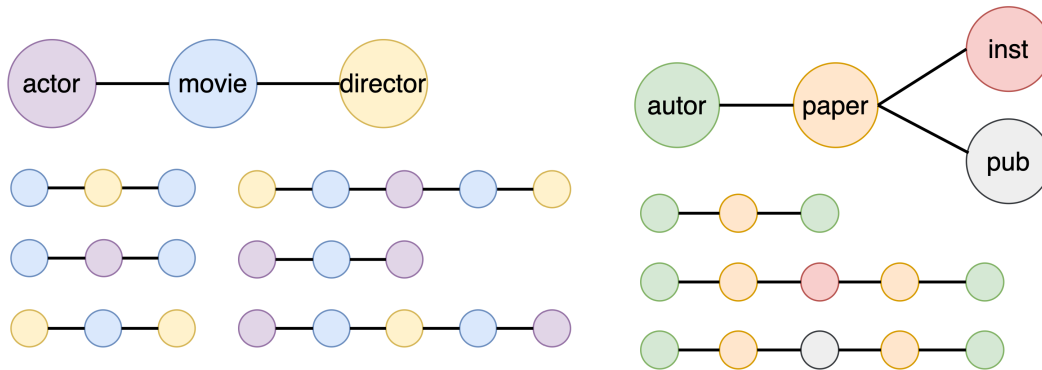 actor
movie
director
autor
paper
inst
pub